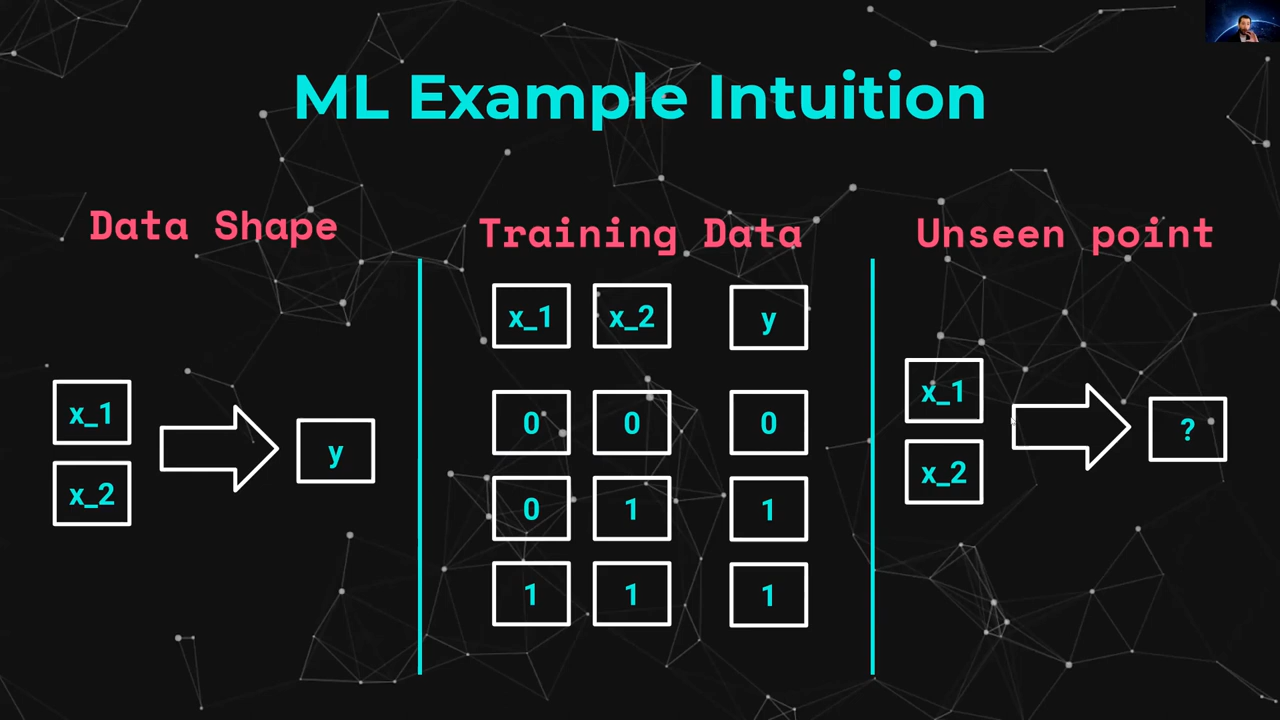 ML Example Intuition
Data Shape
x_1
x_2
y
Training Data
x_1 x_2 y
0 0 0
0 1 1
1 1 1
Unseen point
x_1
x_2
?